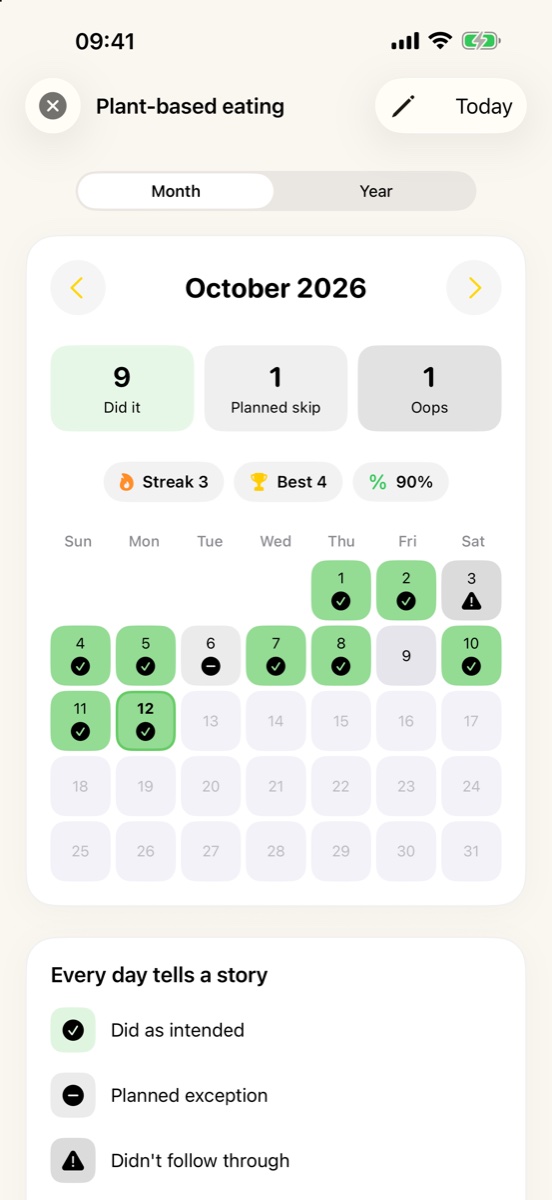 09:41
Plant-based eating
Today
Month Year
October 2026
9 1 1
Did it Planned skip Oops
Streak 3 Best 4 % 90%
Sun Mon Tue Wed Thu Fri Sat
1 2 3
4 5 6 7 8 9 10
11 12 13 14 15 16 17
18 19 20 21 22 23 24
25 26 27 28 29 30 31
Every day tells a story
Did as intended
Planned exception
Didn't follow through